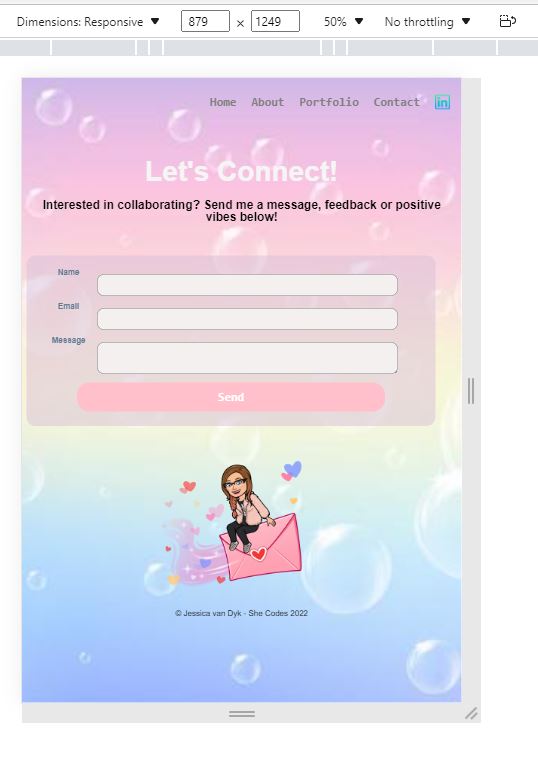 Dimensions: Responsive ▼ 879 x 1249 50% ▼ No throttling ▼
Home About Portfolio Contact in
Let's Connect!
Interested in collaborating? Send me a message, feedback or positive
vibes below!
Name
Email
Message
Send
© Jessica van Dyk - She Codes 2022